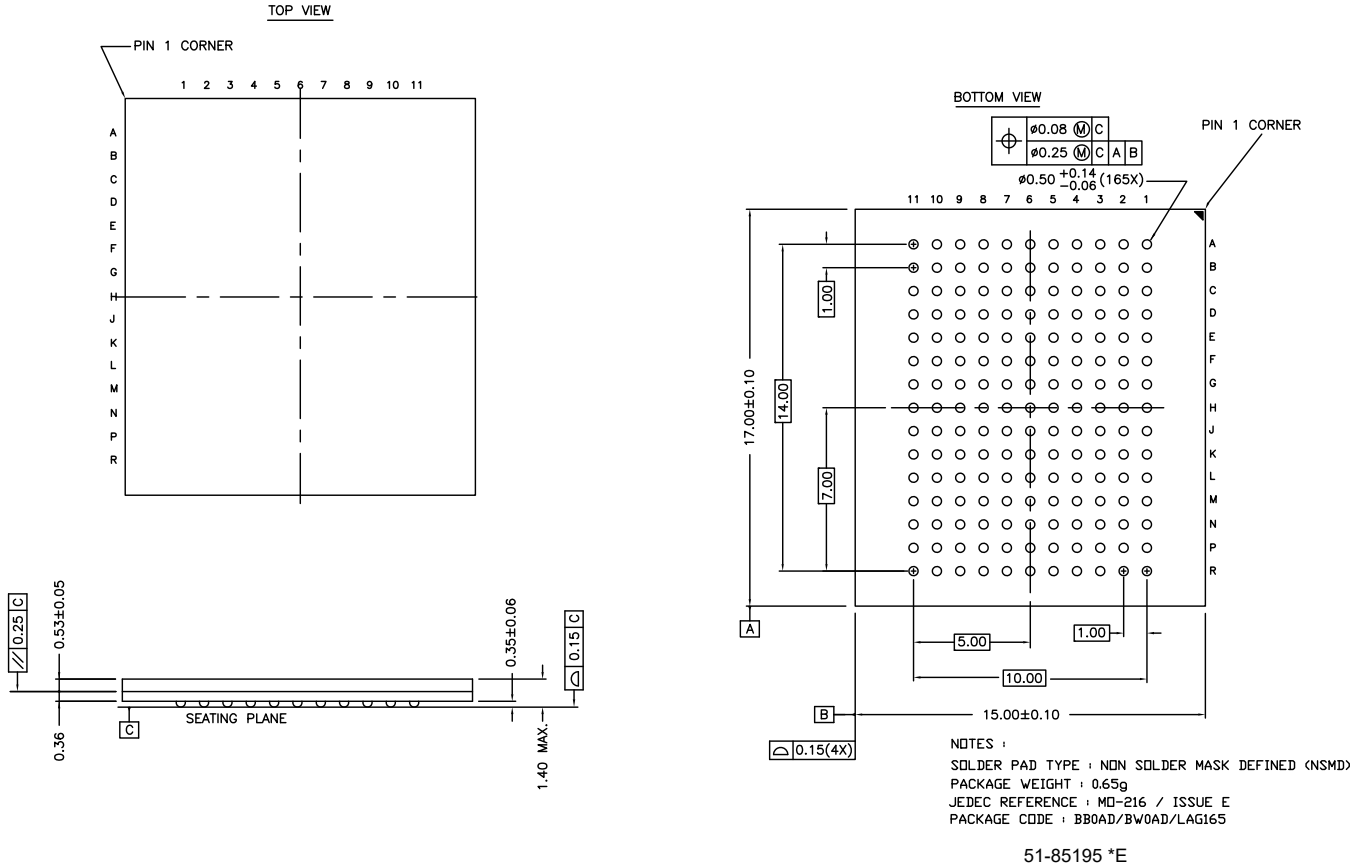 TOP VIEW
PIN 1 CORNER
1 2 3 4 5 6 7 8 9 10 11
A
B
C
D
E
F
G
H
J
K
L
M
N
P
R
BOTTOM VIEW
⌖ ⌀0.08 Ⓜ C
⌀0.25 Ⓜ C A B
⌀0.50 +0.14 -0.06 (165X)
PIN 1 CORNER
11 10 9 8 7 6 5 4 3 2 1
A
B
C
D
E
F
G
H
J
K
L
M
N
P
R
1.00
17.00±0.10
14.00
7.00
A
5.00
1.00
10.00
B
15.00±0.10
⌓ 0.15(4X)
// 0.25 C
0.53±0.05
0.36
C
SEATING PLANE
0.35±0.06
1.40 MAX.
⌓ 0.15 C
NOTES :
SOLDER PAD TYPE : NON SOLDER MASK DEFINED (NSMD)
PACKAGE WEIGHT : 0.65g
JEDEC REFERENCE : MO-216 / ISSUE E
PACKAGE CODE : BB0AD/BW0AD/LAG165
51-85195 *E